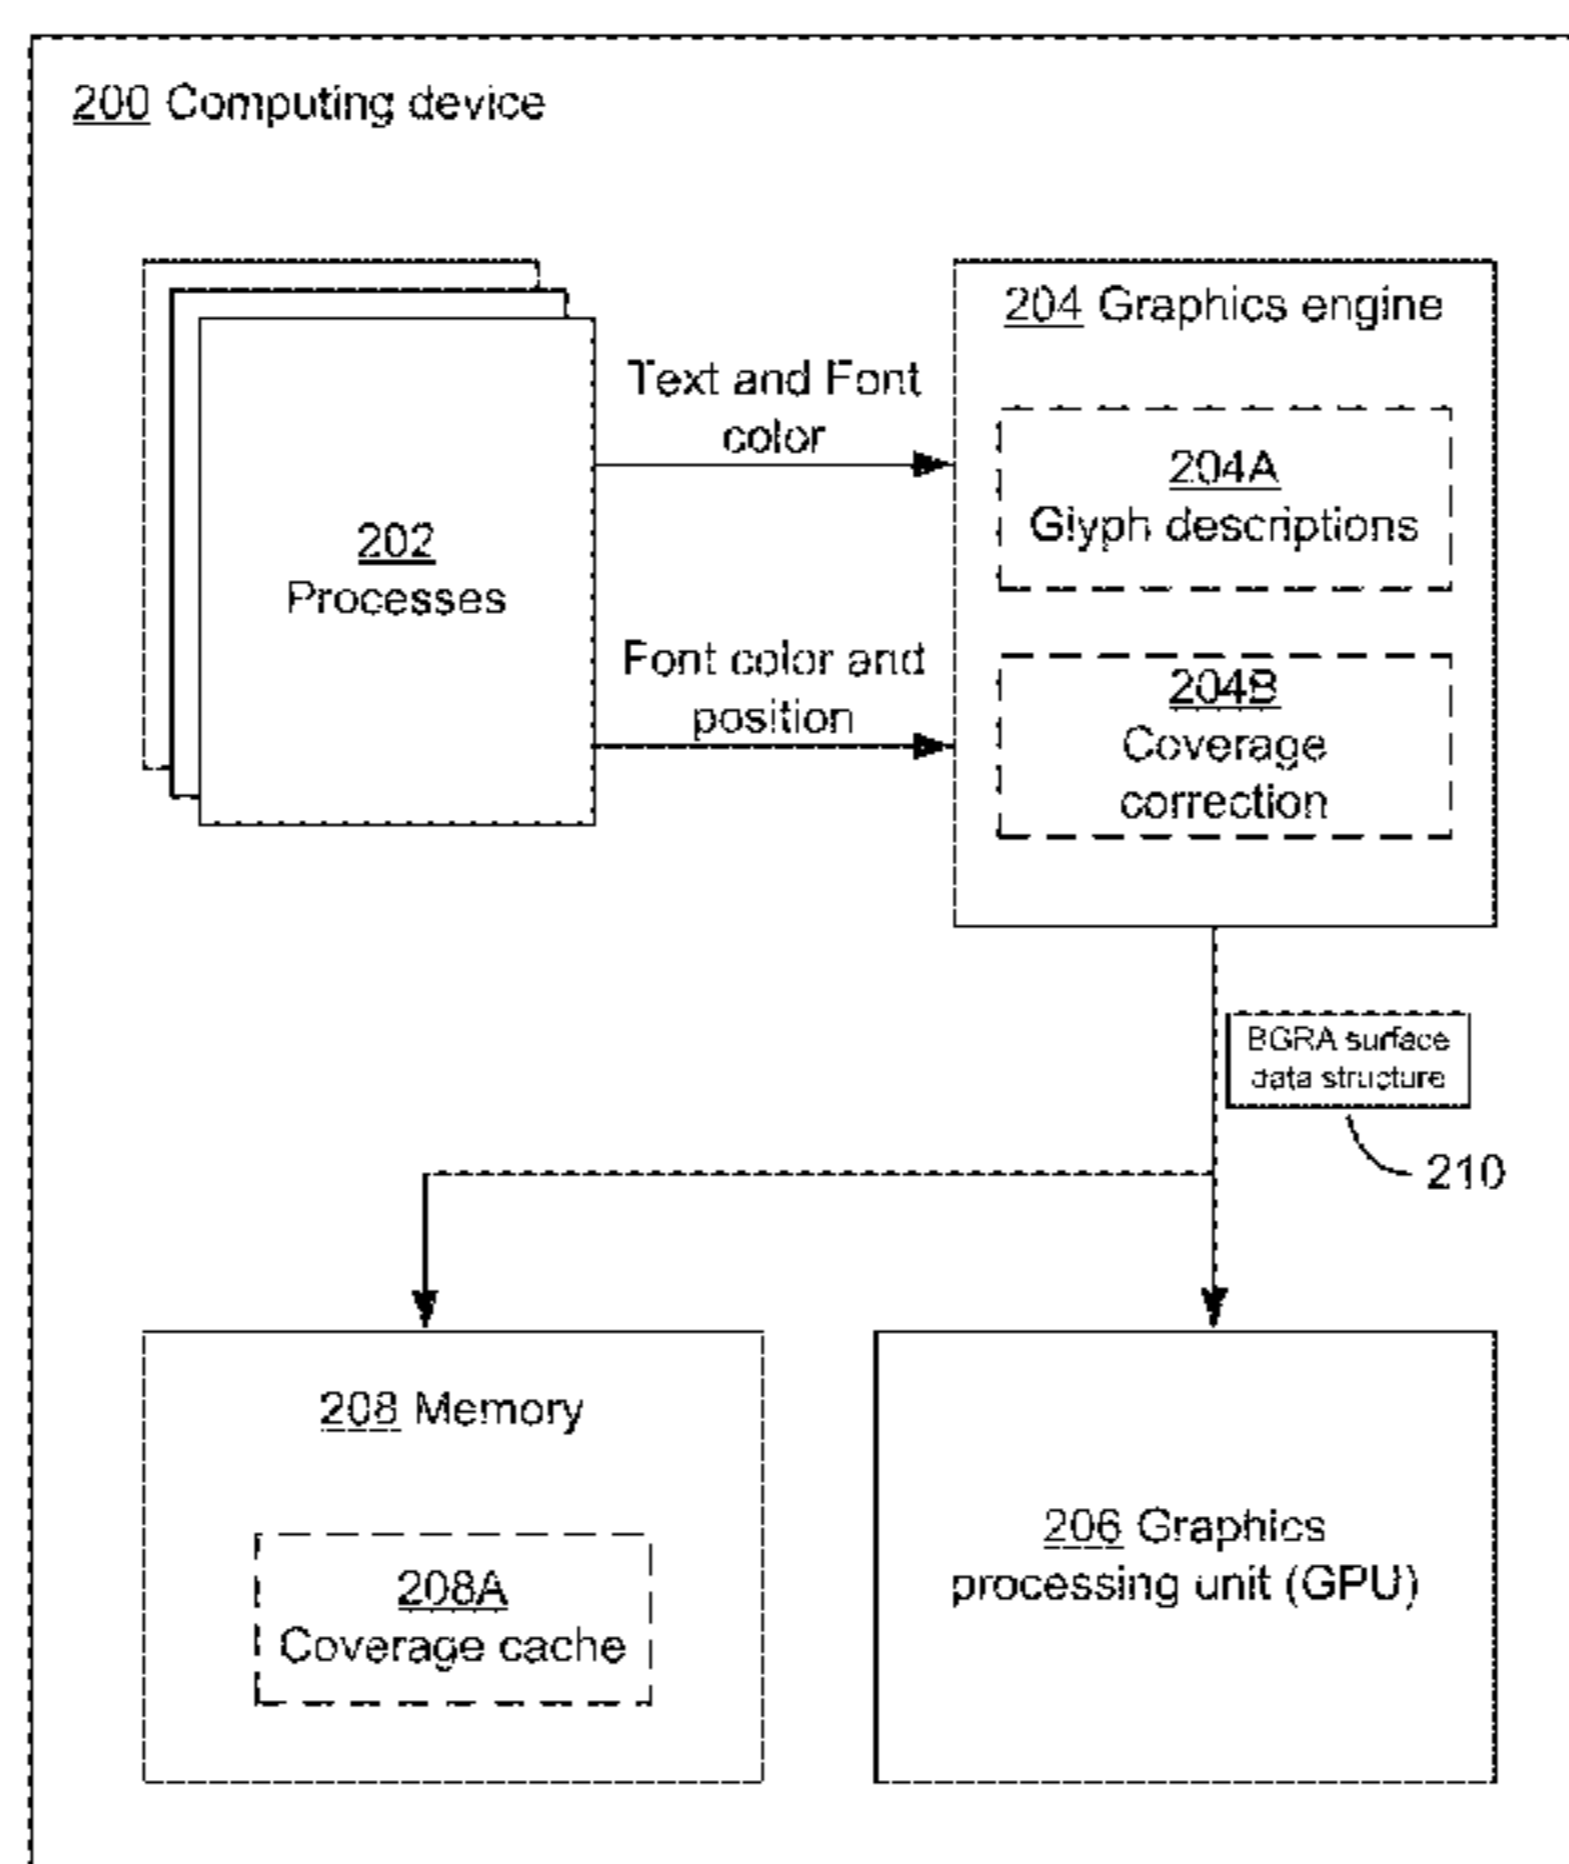 200 Computing device
204 Graphics engine
Text and Font
color
204A
Glyph descriptions
202
Processes
Font color and
position
204B
Coverage
correction
BGRA surface
data structure
210
208 Memory
208A
Coverage cache
206 Graphics
processing unit (GPU)